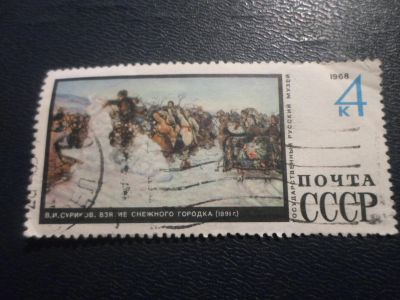 1968
4
К
ГОСУДАРСТВЕННЫЙ РУССКИЙ МУЗЕЙ
ПОЧТА
СССР
В.И.СУРИКОВ. ВЗЯ ИЕ СНЕЖНОГО ГОРОДКА (1891 г.)